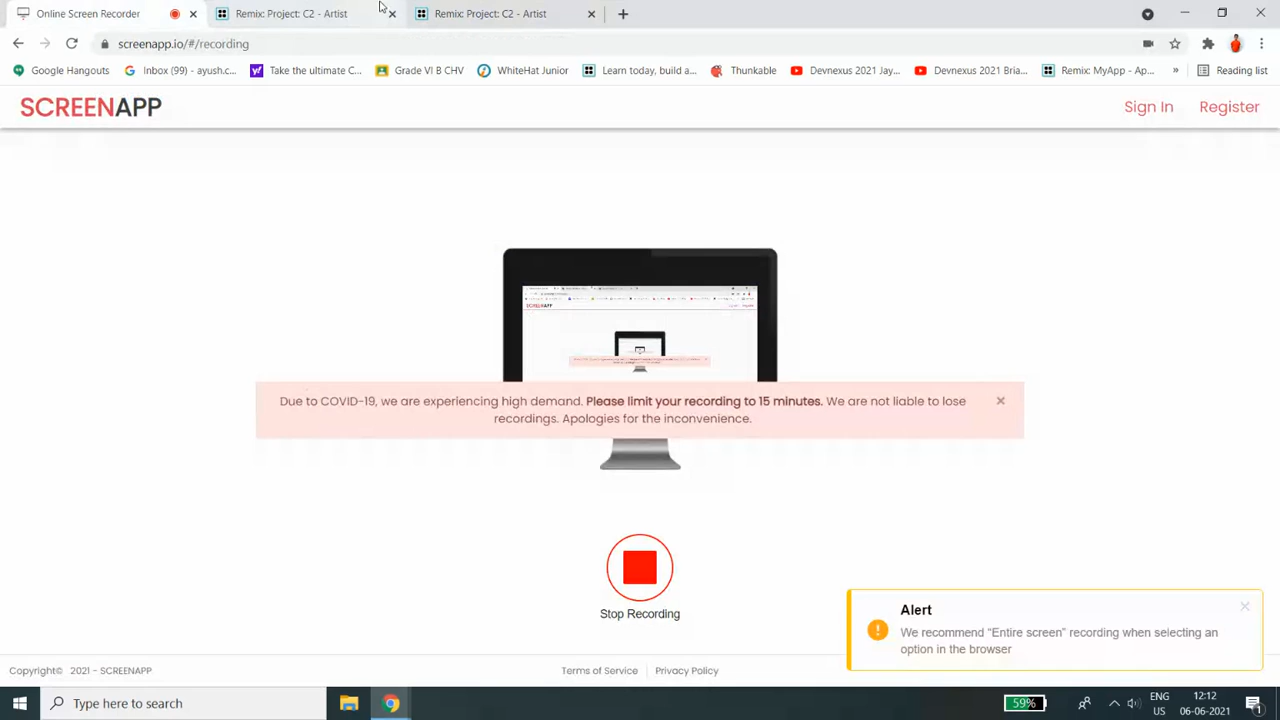 Online Screen Recorder
Remix: Project: C2 - Artist
Remix: Project: C2 - Artist
screenapp.io/#/recording
Google Hangouts
Inbox (99) - ayush.c...
Take the ultimate C...
Grade VI B CHV
WhiteHat Junior
Learn today, build a...
Thunkable
Devnexus 2021 Jay...
Devnexus 2021 Bria...
Remix: MyApp - Ap...
»
Reading list
SCREENAPP
Sign In
Register
Due to COVID-19, we are experiencing high demand. Please limit your recording to 15 minutes. We are not liable to lose
recordings. Apologies for the inconvenience.
Stop Recording
Alert
We recommend “Entire screen” recording when selecting an
option in the browser
Copyright© 2021 - SCREENAPP
Terms of Service
Privacy Policy
Type here to search
59%
ENG
US
12:12
06-06-2021
1